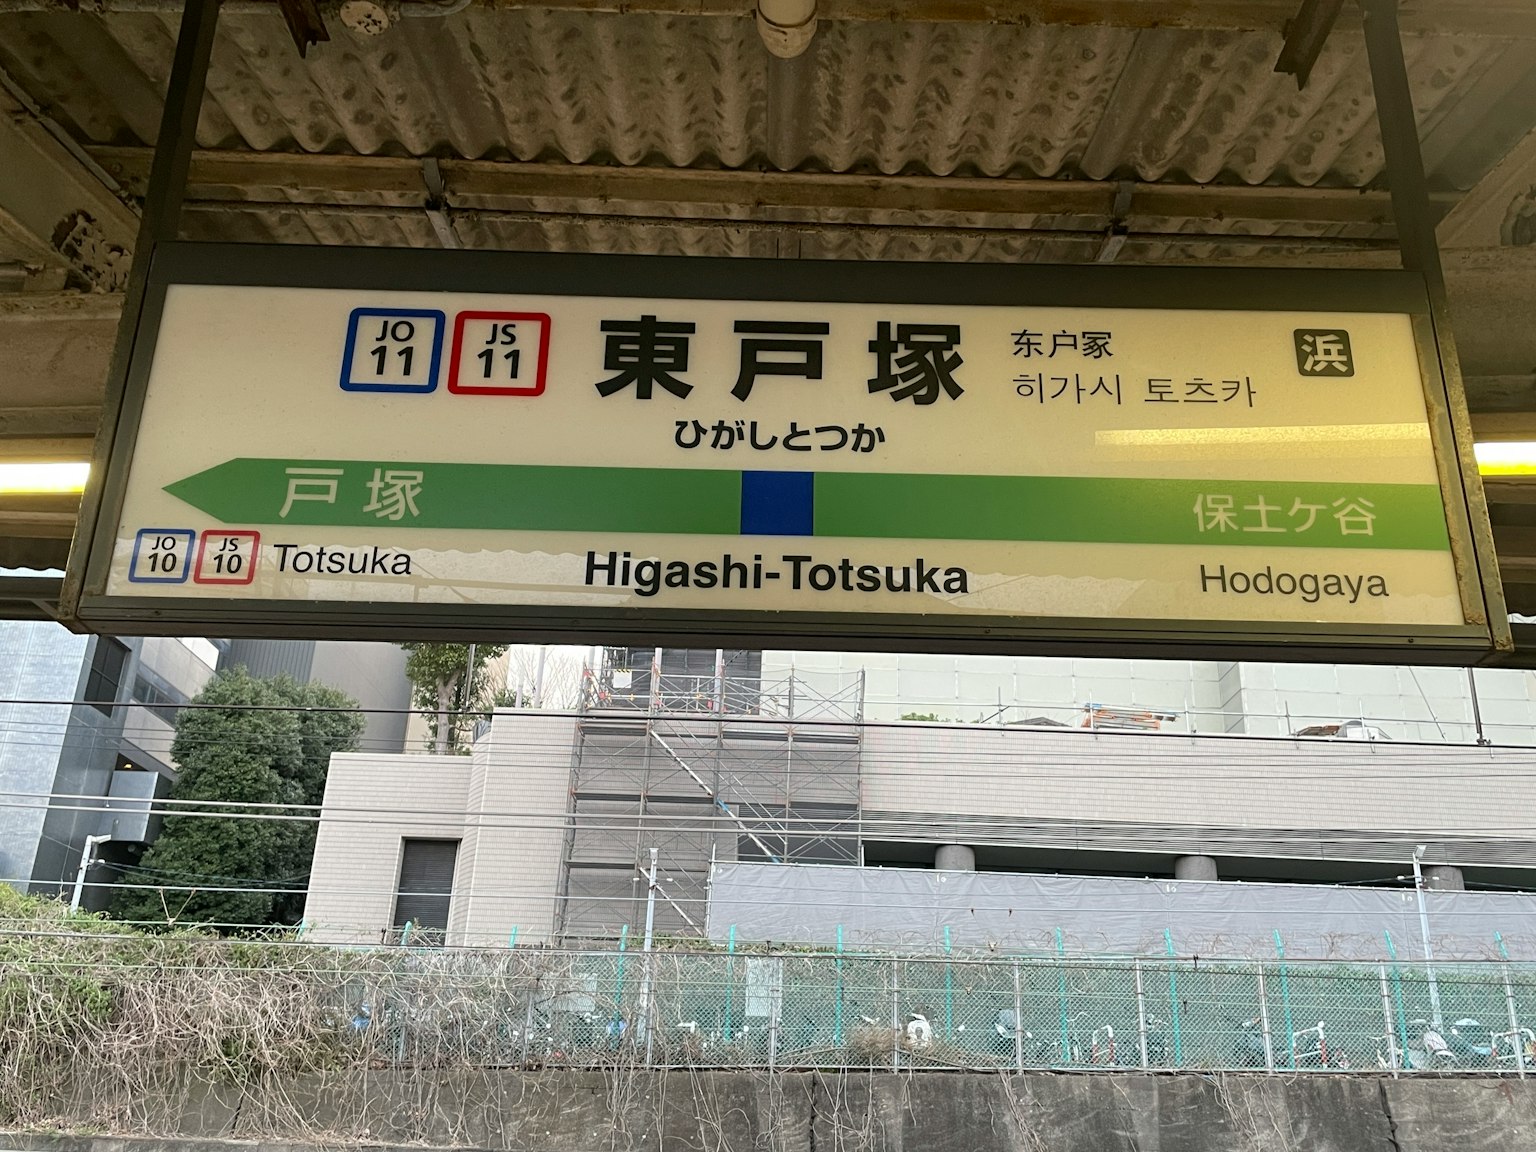 JO 11 JS 11 東戸塚 东户冢 浜
히가시 토츠카
ひがしとつか
戸塚 保土ケ谷
JO 10 JS 10 Totsuka Higashi-Totsuka Hodogaya